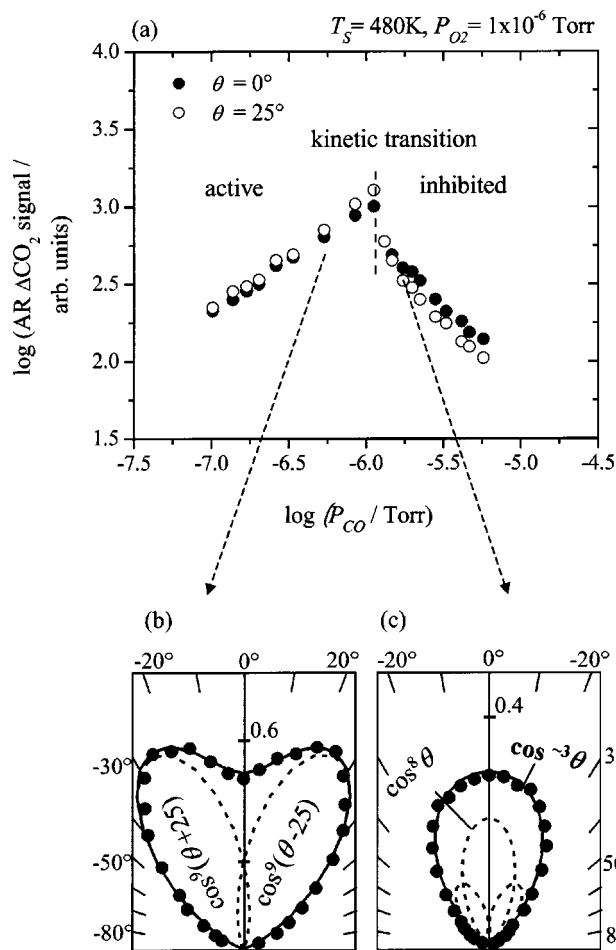 (a) T_S = 480K, P_O2 = 1x10^-6 Torr
4.0
● θ = 0°
○ θ = 25°
3.5
kinetic transition
active inhibited
3.0
2.5
2.0
1.5
log (AR ΔCO₂ signal /
arb. units)
-7.0 -6.5 -6.0 -5.5 -5.0 -4.5
log (P_CO / Torr)
(b) (c)
-20° 0° 20° 20° 0° -20°
0.6 0.4
-30° 3
-50° 50
-80° 8
cos^9(θ+25) cos^9(θ-25)
cos^8 θ cos^~3 θ